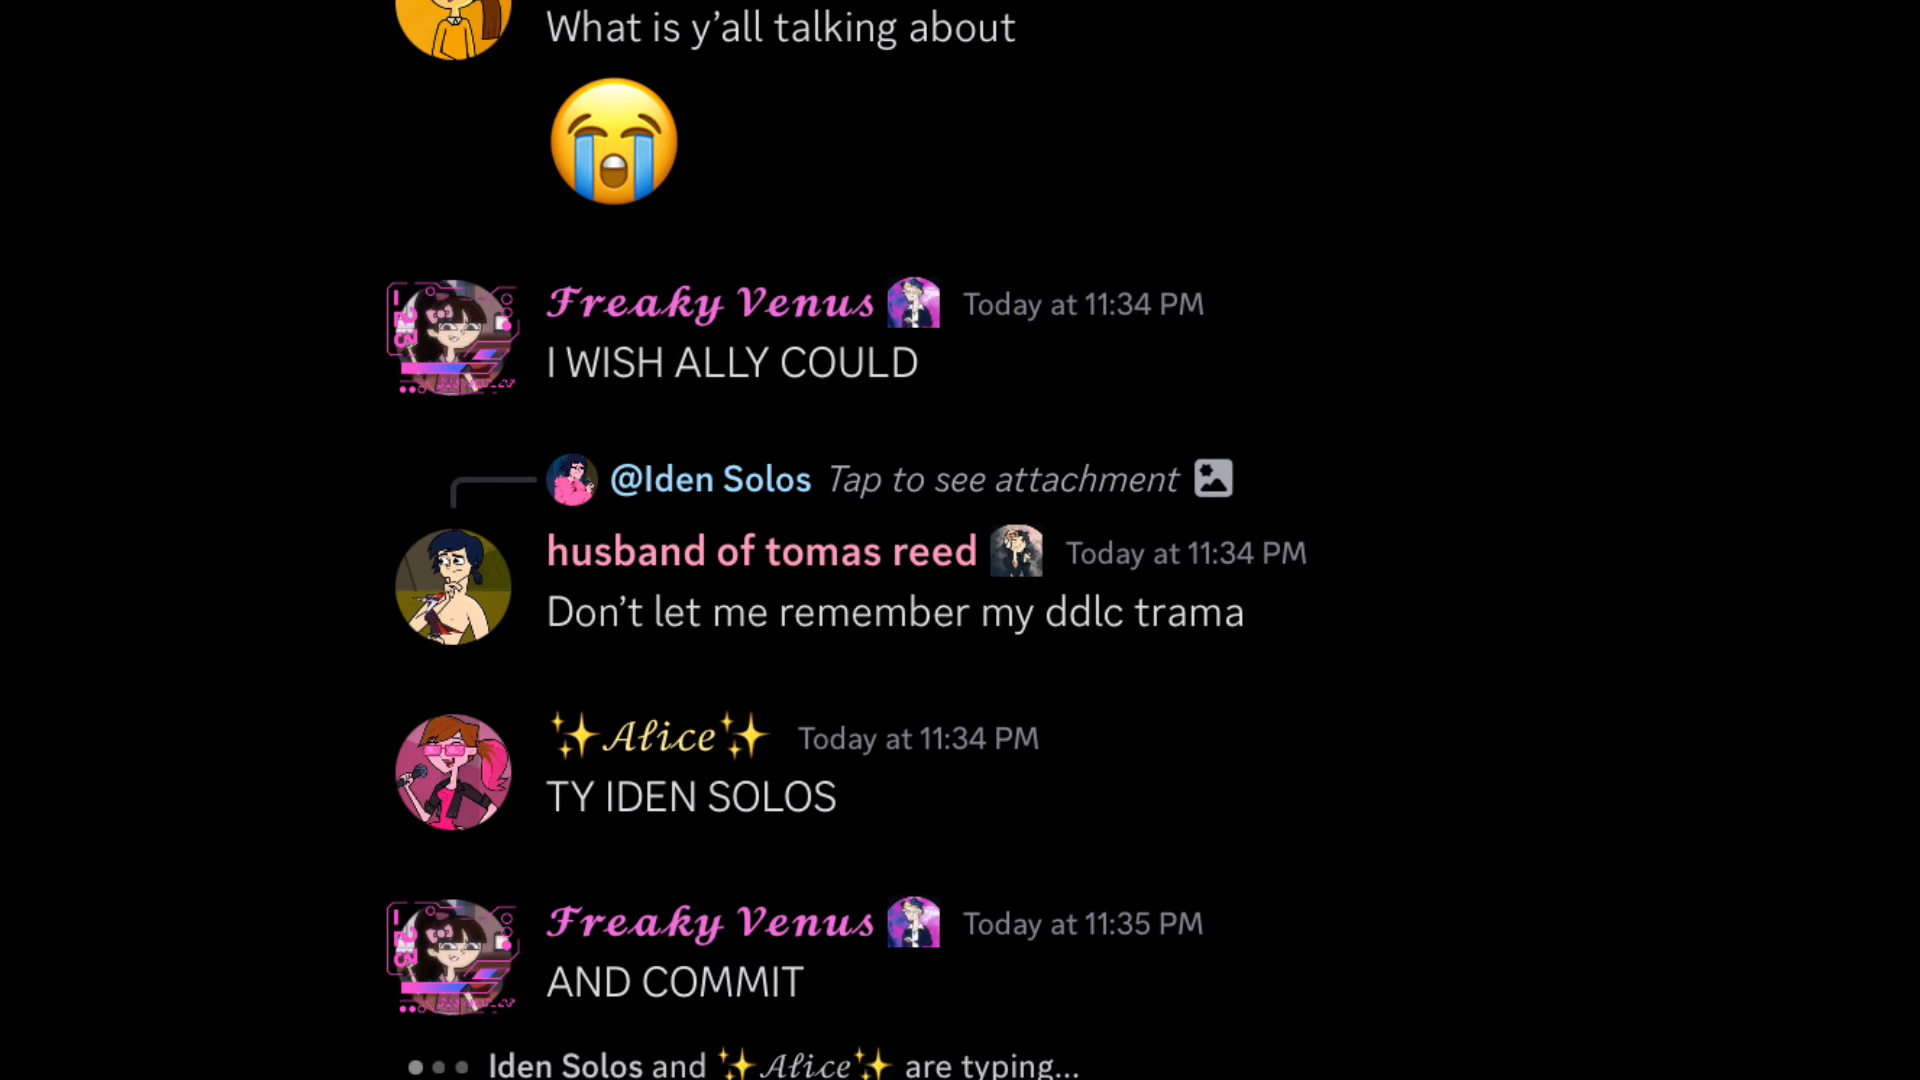 What is y’all talking about
😭
Freaky Venus Today at 11:34 PM
I WISH ALLY COULD
@Iden Solos Tap to see attachment
husband of tomas reed Today at 11:34 PM
Don’t let me remember my ddlc trama
✨Alice✨ Today at 11:34 PM
TY IDEN SOLOS
Freaky Venus Today at 11:35 PM
AND COMMIT
Iden Solos and ✨Alice✨ are typing...